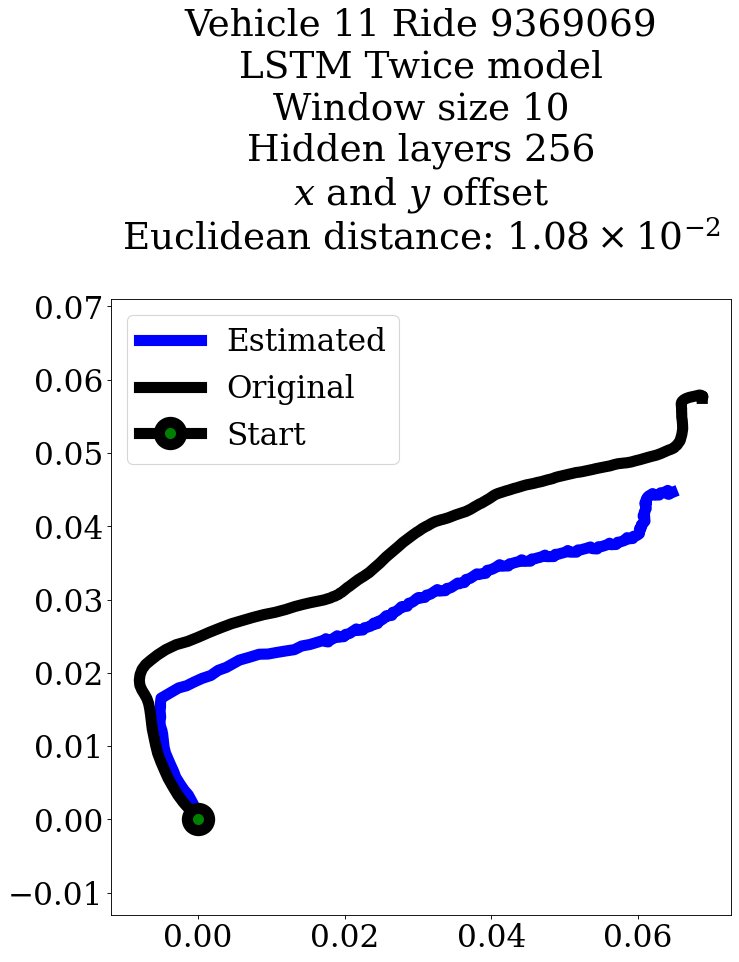 Vehicle 11 Ride 9369069
LSTM Twice model
Window size 10
Hidden layers 256
x and y offset
Euclidean distance: 1.08 × 10⁻²
0.07
0.06
0.05
0.04
0.03
0.02
0.01
0.00
−0.01
Estimated
Original
Start
0.00 0.02 0.04 0.06